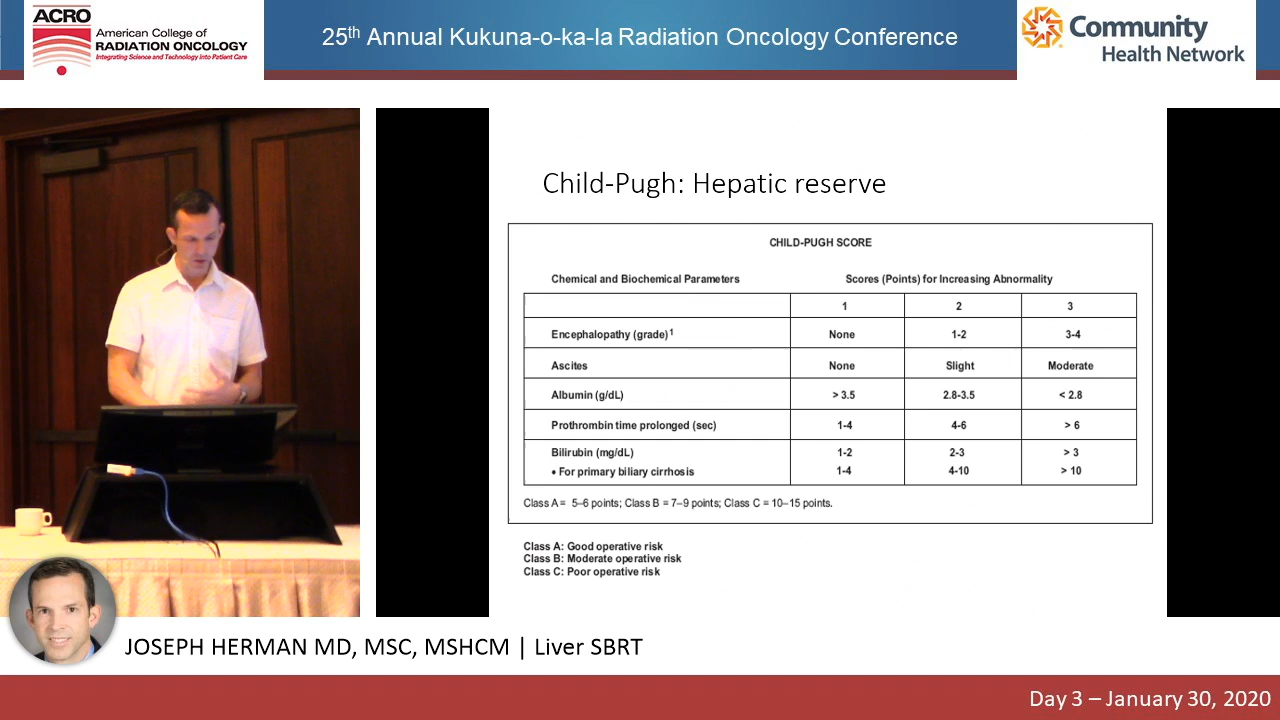 ACRO
American College of
RADIATION ONCOLOGY
Integrating Science and Technology into Patient Care
25th Annual Kukuna-o-ka-la Radiation Oncology Conference
Community
Health Network
Child-Pugh: Hepatic reserve
CHILD-PUGH SCORE
Chemical and Biochemical Parameters Scores (Points) for Increasing Abnormality
1 2 3
Encephalopathy (grade)1 None 1-2 3-4
Ascites None Slight Moderate
Albumin (g/dL) > 3.5 2.8-3.5 < 2.8
Prothrombin time prolonged (sec) 1-4 4-6 > 6
Bilirubin (mg/dL) 1-2 2-3 > 3
• For primary biliary cirrhosis 1-4 4-10 > 10
Class A = 5–6 points; Class B = 7–9 points; Class C = 10–15 points.
Class A: Good operative risk
Class B: Moderate operative risk
Class C: Poor operative risk
JOSEPH HERMAN MD, MSC, MSHCM | Liver SBRT
Day 3 – January 30, 2020